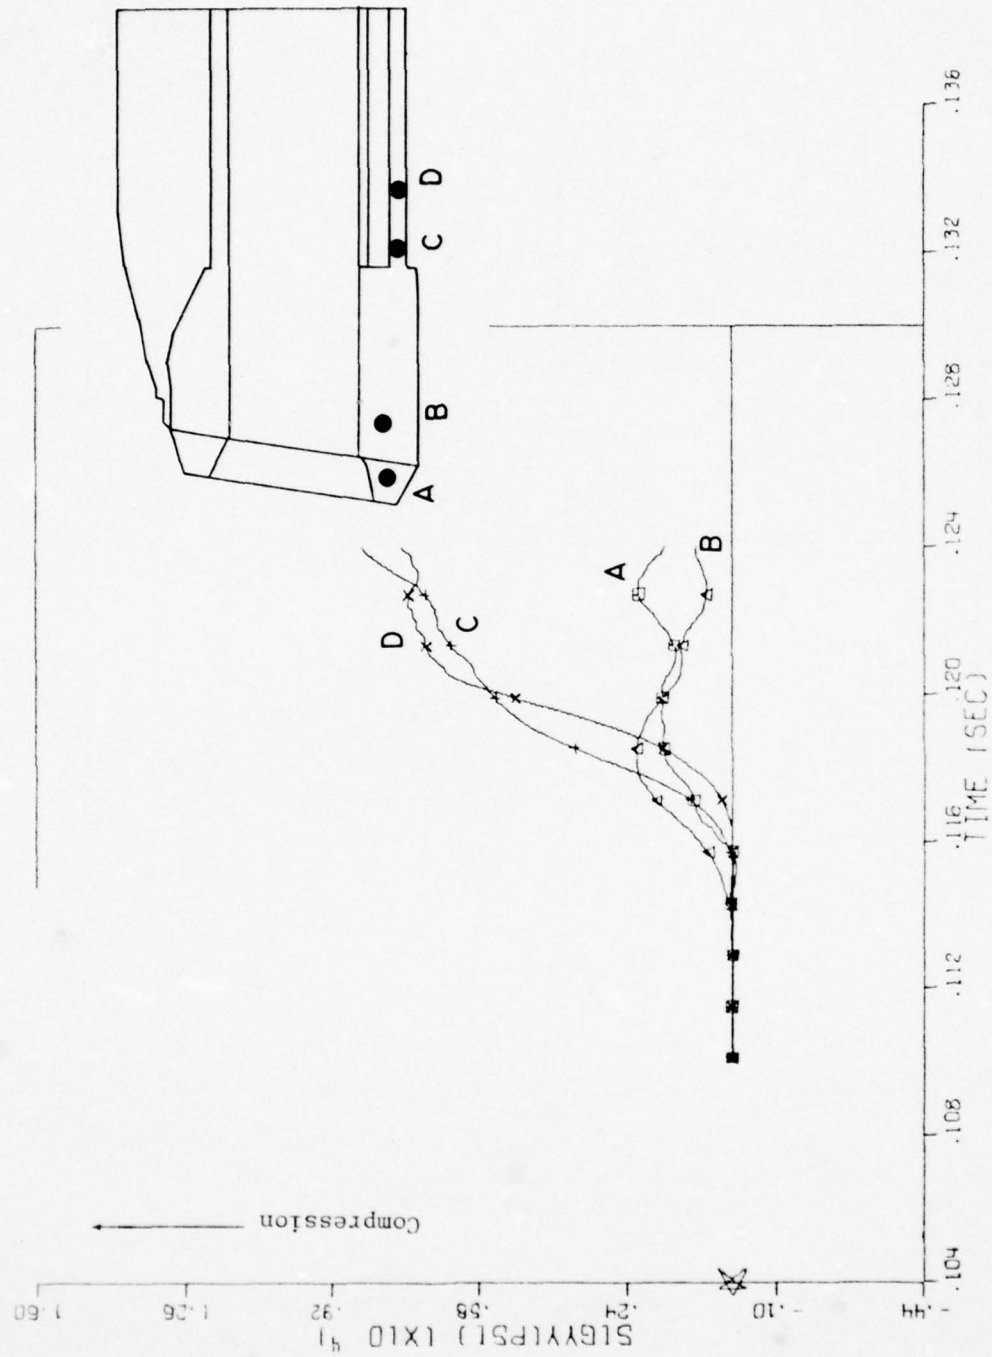 SIGYY(PSI) (X10 4)
1.60
1.26
.92
.58
.24
-.10
-.44
Compression
D
C
A
B
A
B
C
D
.104
.108
.112
.116
.120
.124
.128
.132
.136
TIME (SEC)